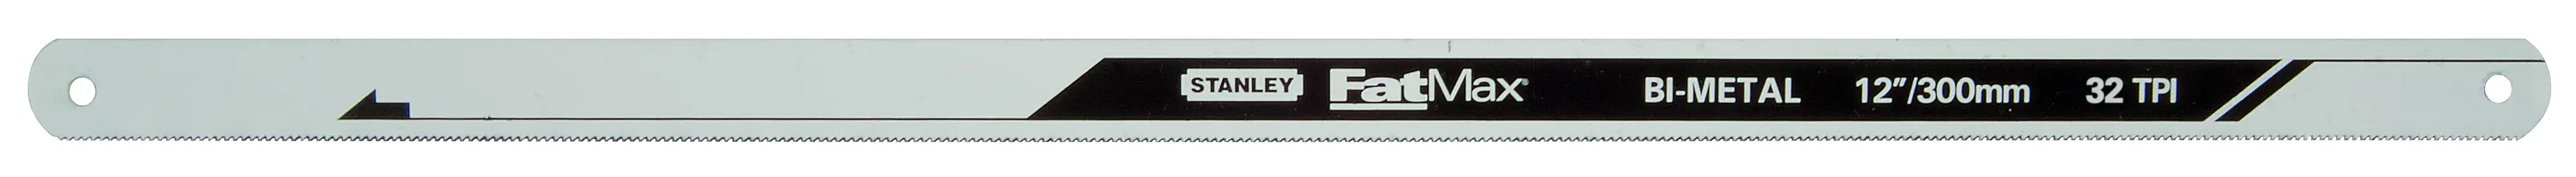 STANLEY FatMax® BI-METAL 12"/300mm 32 TPI